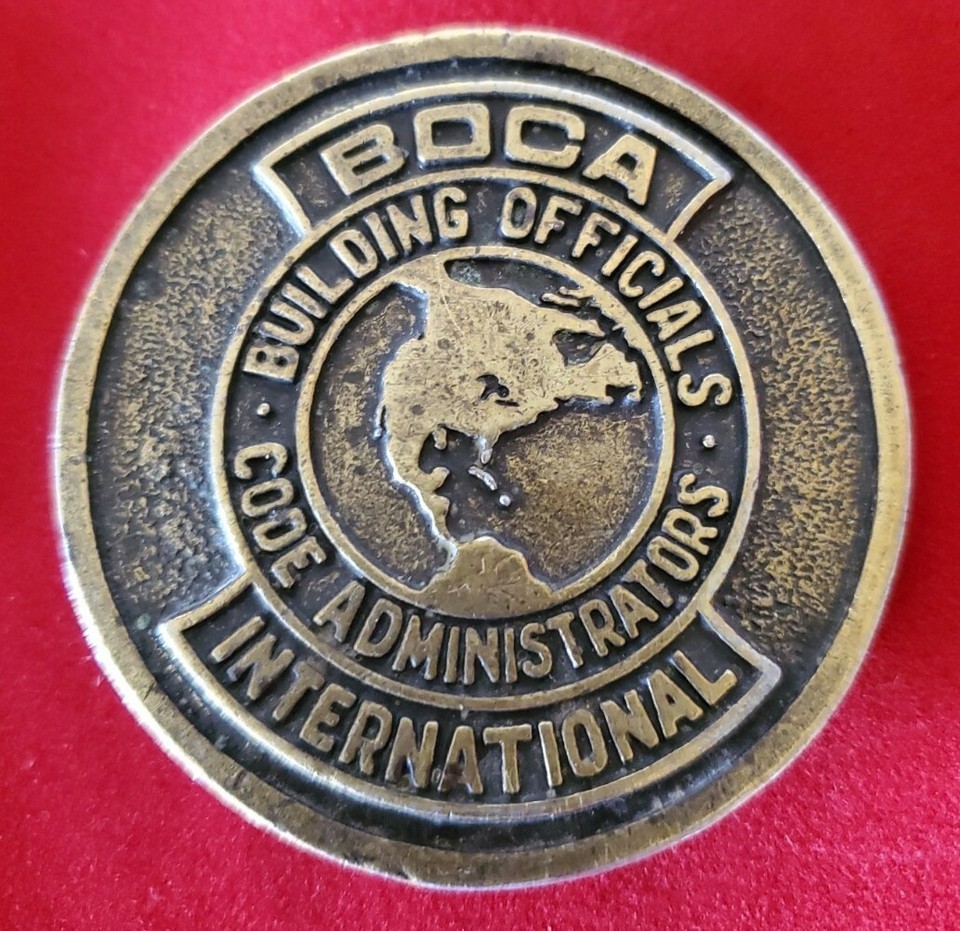 BOCA
BUILDING OFFICIALS
· CODE ADMINISTRATORS ·
INTERNATIONAL